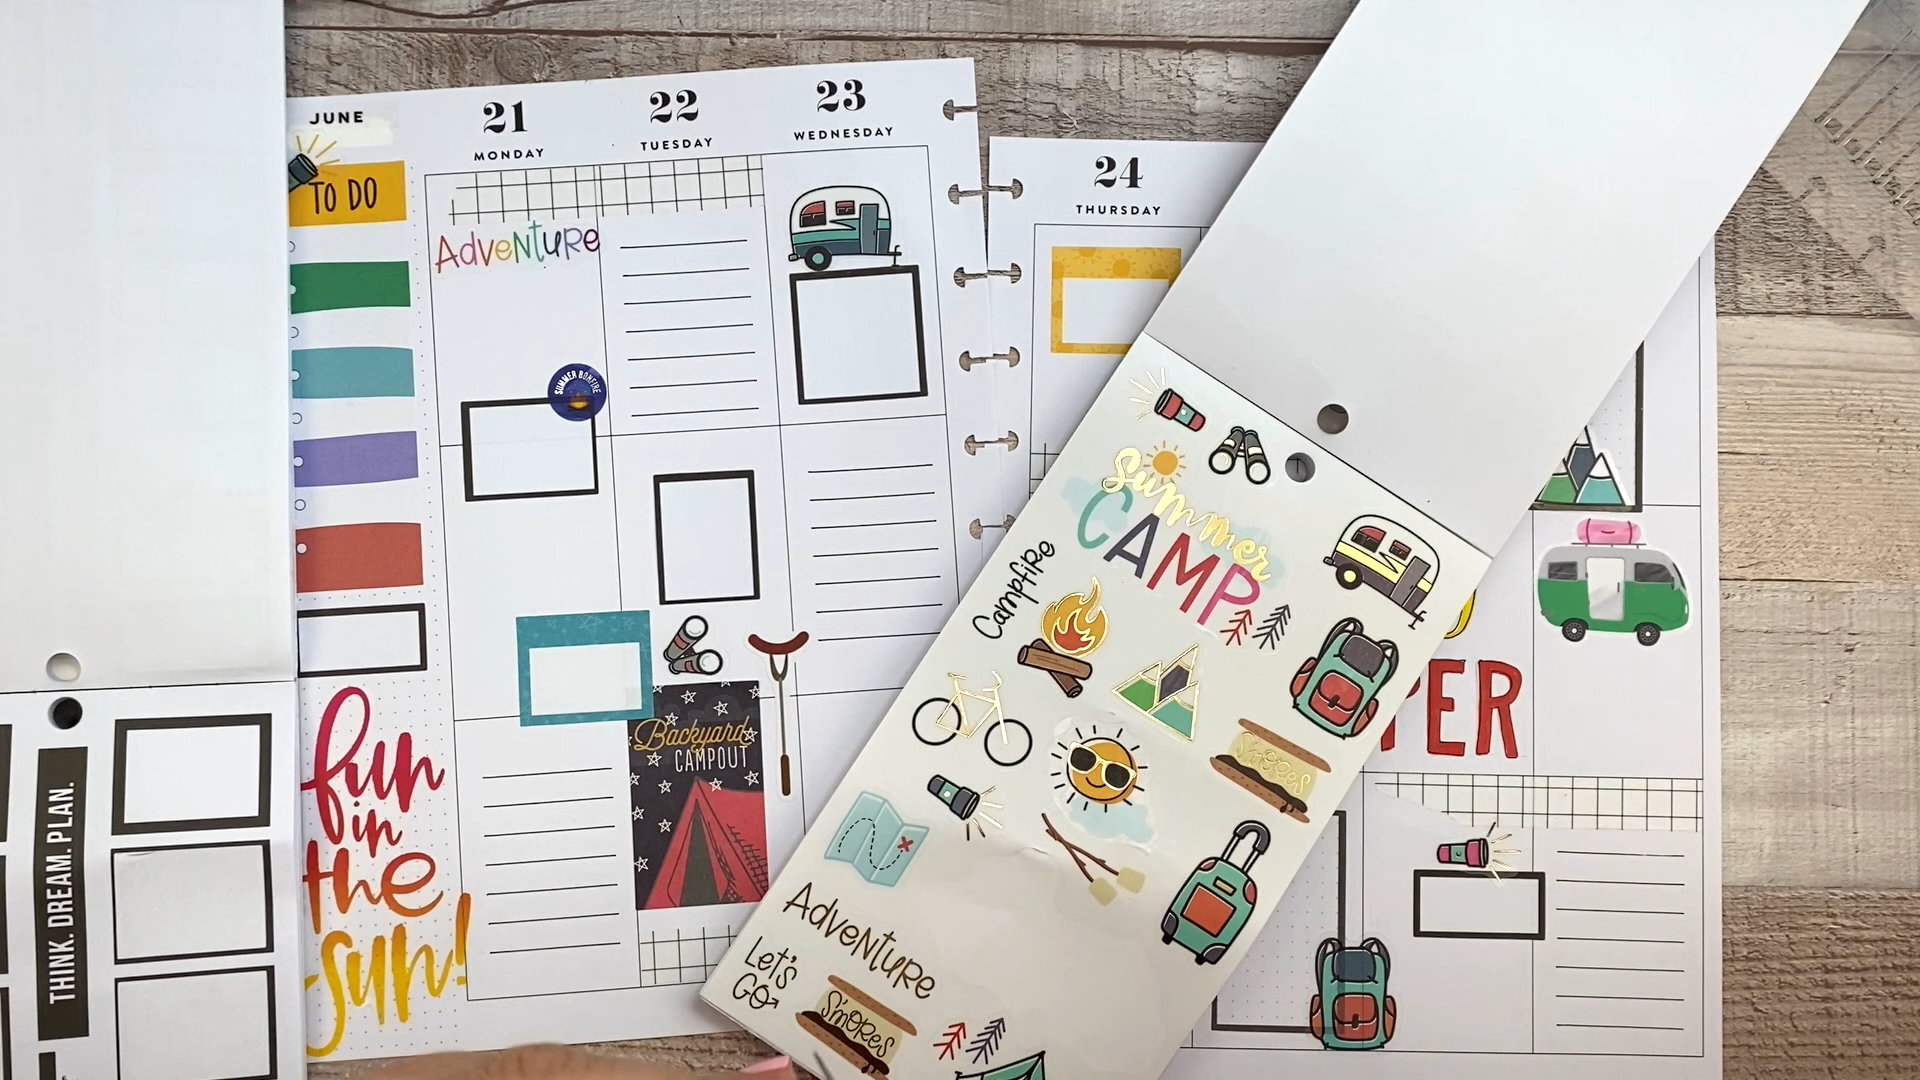 JUNE
21
MONDAY
22
TUESDAY
23
WEDNESDAY
24
THURSDAY
TO DO
Adventure
SUMMER BONFIRE
Backyard
CAMPOUT
fun
in
the
sun!
THINK. DREAM. PLAN.
Summer
CAMP
Campfire
S'mores
Adventure
Let's
Go
S'mores
PER